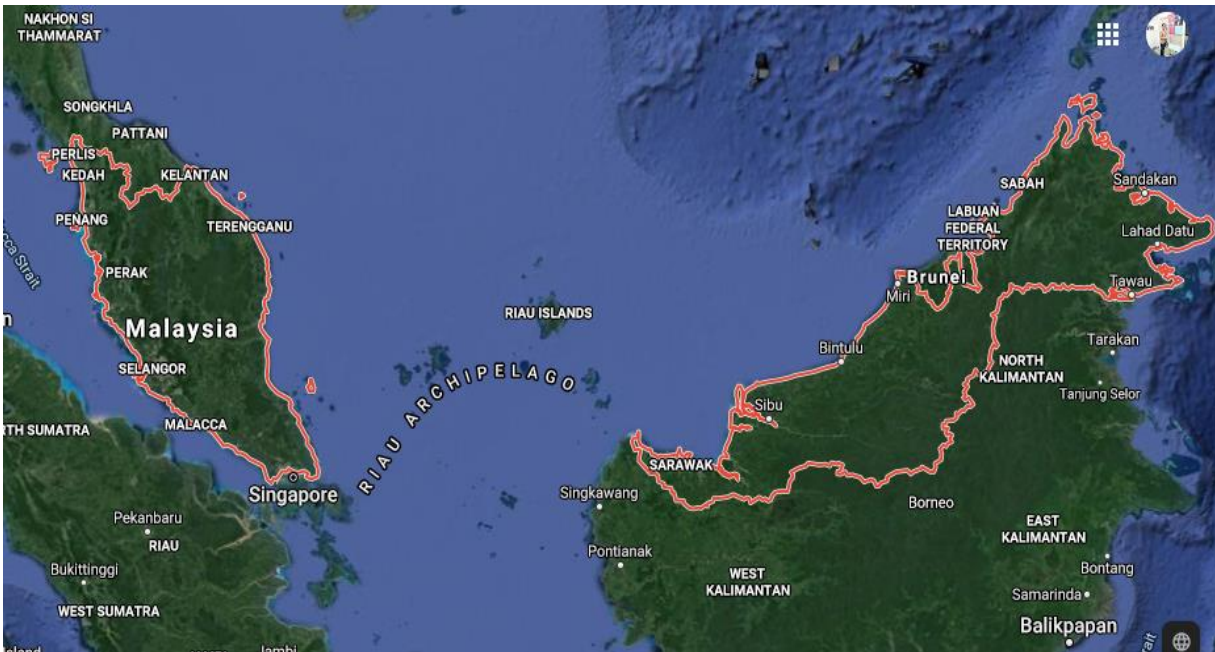 NAKHON SI
THAMMARAT
SONGKHLA
PATTANI
PERLIS
KEDAH
KELANTAN
PENANG
TERENGGANU
PERAK
Malaysia
SELANGOR
MALACCA
Singapore
Pekanbaru
RIAU
Bukittinggi
WEST SUMATRA
RIAU ISLANDS
RIAU ARCHIPELAGO
SABAH
Sandakan
LABUAN
FEDERAL
TERRITORY
Lahad Datu
Brunei
Miri
Tawau
Bintulu
Tarakan
NORTH
KALIMANTAN
Tanjung Selor
Sibu
SARAWAK
Singkawang
Borneo
EAST
KALIMANTAN
Pontianak
Bontang
WEST
KALIMANTAN
Samarinda
Balikpapan
Strait
TH SUMATRA